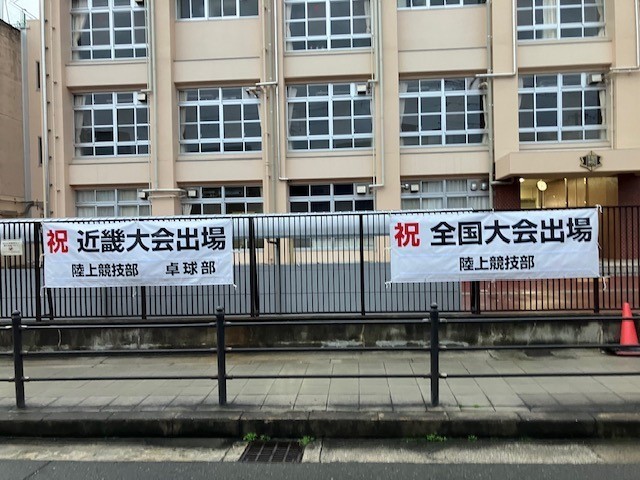 祝 近畿大会出場
陸上競技部 卓球部
祝 全国大会出場
陸上競技部